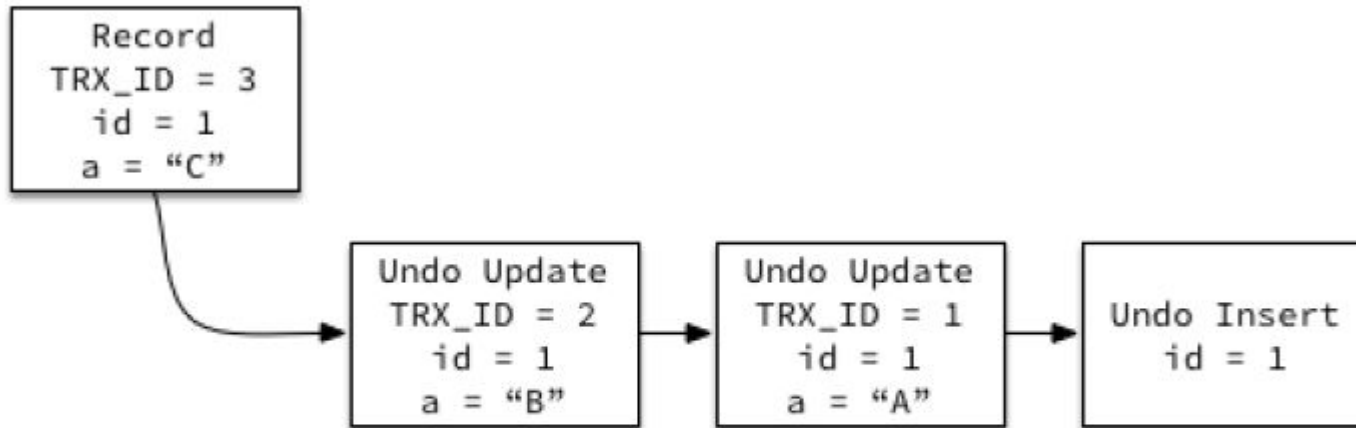 Record
TRX_ID = 3
id = 1
a = “C”
Undo Update
TRX_ID = 2
id = 1
a = “B”
Undo Update
TRX_ID = 1
id = 1
a = “A”
Undo Insert
id = 1